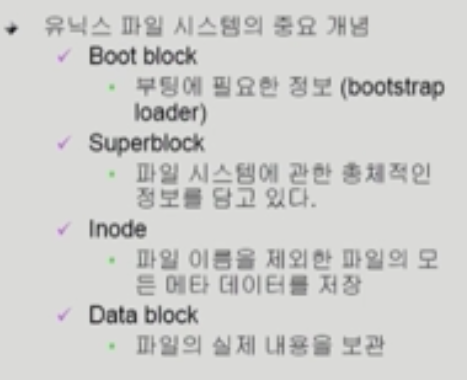 유닉스 파일 시스템의 중요 개념
Boot block
부팅에 필요한 정보 (bootstrap
loader)
Superblock
파일 시스템에 관한 총체적인
정보를 담고 있다.
Inode
파일 이름을 제외한 파일의 모
든 메타 데이터를 저장
Data block
파일의 실제 내용을 보관